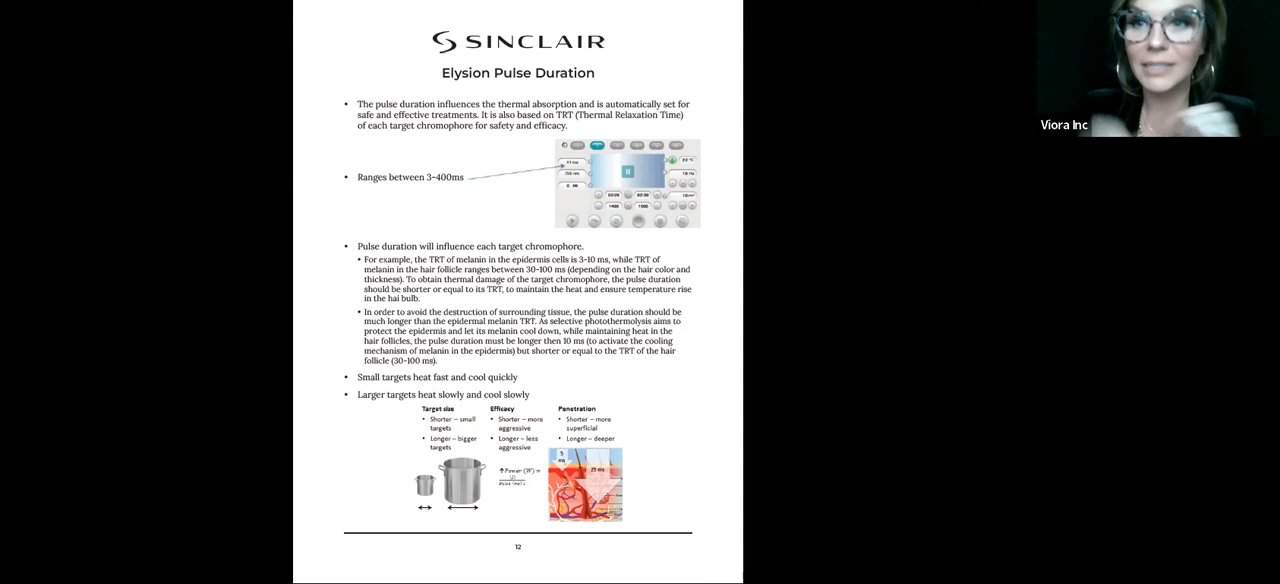 SINCLAIR
Elysion Pulse Duration
• The pulse duration influences the thermal absorption and is automatically set for
safe and effective treatments. It is also based on TRT (Thermal Relaxation Time)
of each target chromophore for safety and efficacy.
• Ranges between 3-400ms
11 ms
755 nm
22 °C
10 Hz
1400
1500
• Pulse duration will influence each target chromophore.
• For example, the TRT of melanin in the epidermis cells is 3-10 ms, while TRT of
melanin in the hair follicle ranges between 30-100 ms (depending on the hair color and
thickness). To obtain thermal damage of the target chromophore, the pulse duration
should be shorter or equal to its TRT, to maintain the heat and ensure temperature rise
in the hai bulb.
• In order to avoid the destruction of surrounding tissue, the pulse duration should be
much longer than the epidermal melanin TRT. As selective photothermolysis aims to
protect the epidermis and let its melanin cool down, while maintaining heat in the
hair follicles, the pulse duration must be longer then 10 ms (to activate the cooling
mechanism of melanin in the epidermis) but shorter or equal to the TRT of the hair
follicle (30-100 ms).
• Small targets heat fast and cool quickly
• Larger targets heat slowly and cool slowly
Target size
• Shorter – small
targets
• Longer – bigger
targets
Efficacy
• Shorter – more
aggressive
• Longer – less
aggressive
Penetration
• Shorter – more
superficial
• Longer – deeper
↑Power (W) =
5
ms
25 ms
12
Viora Inc